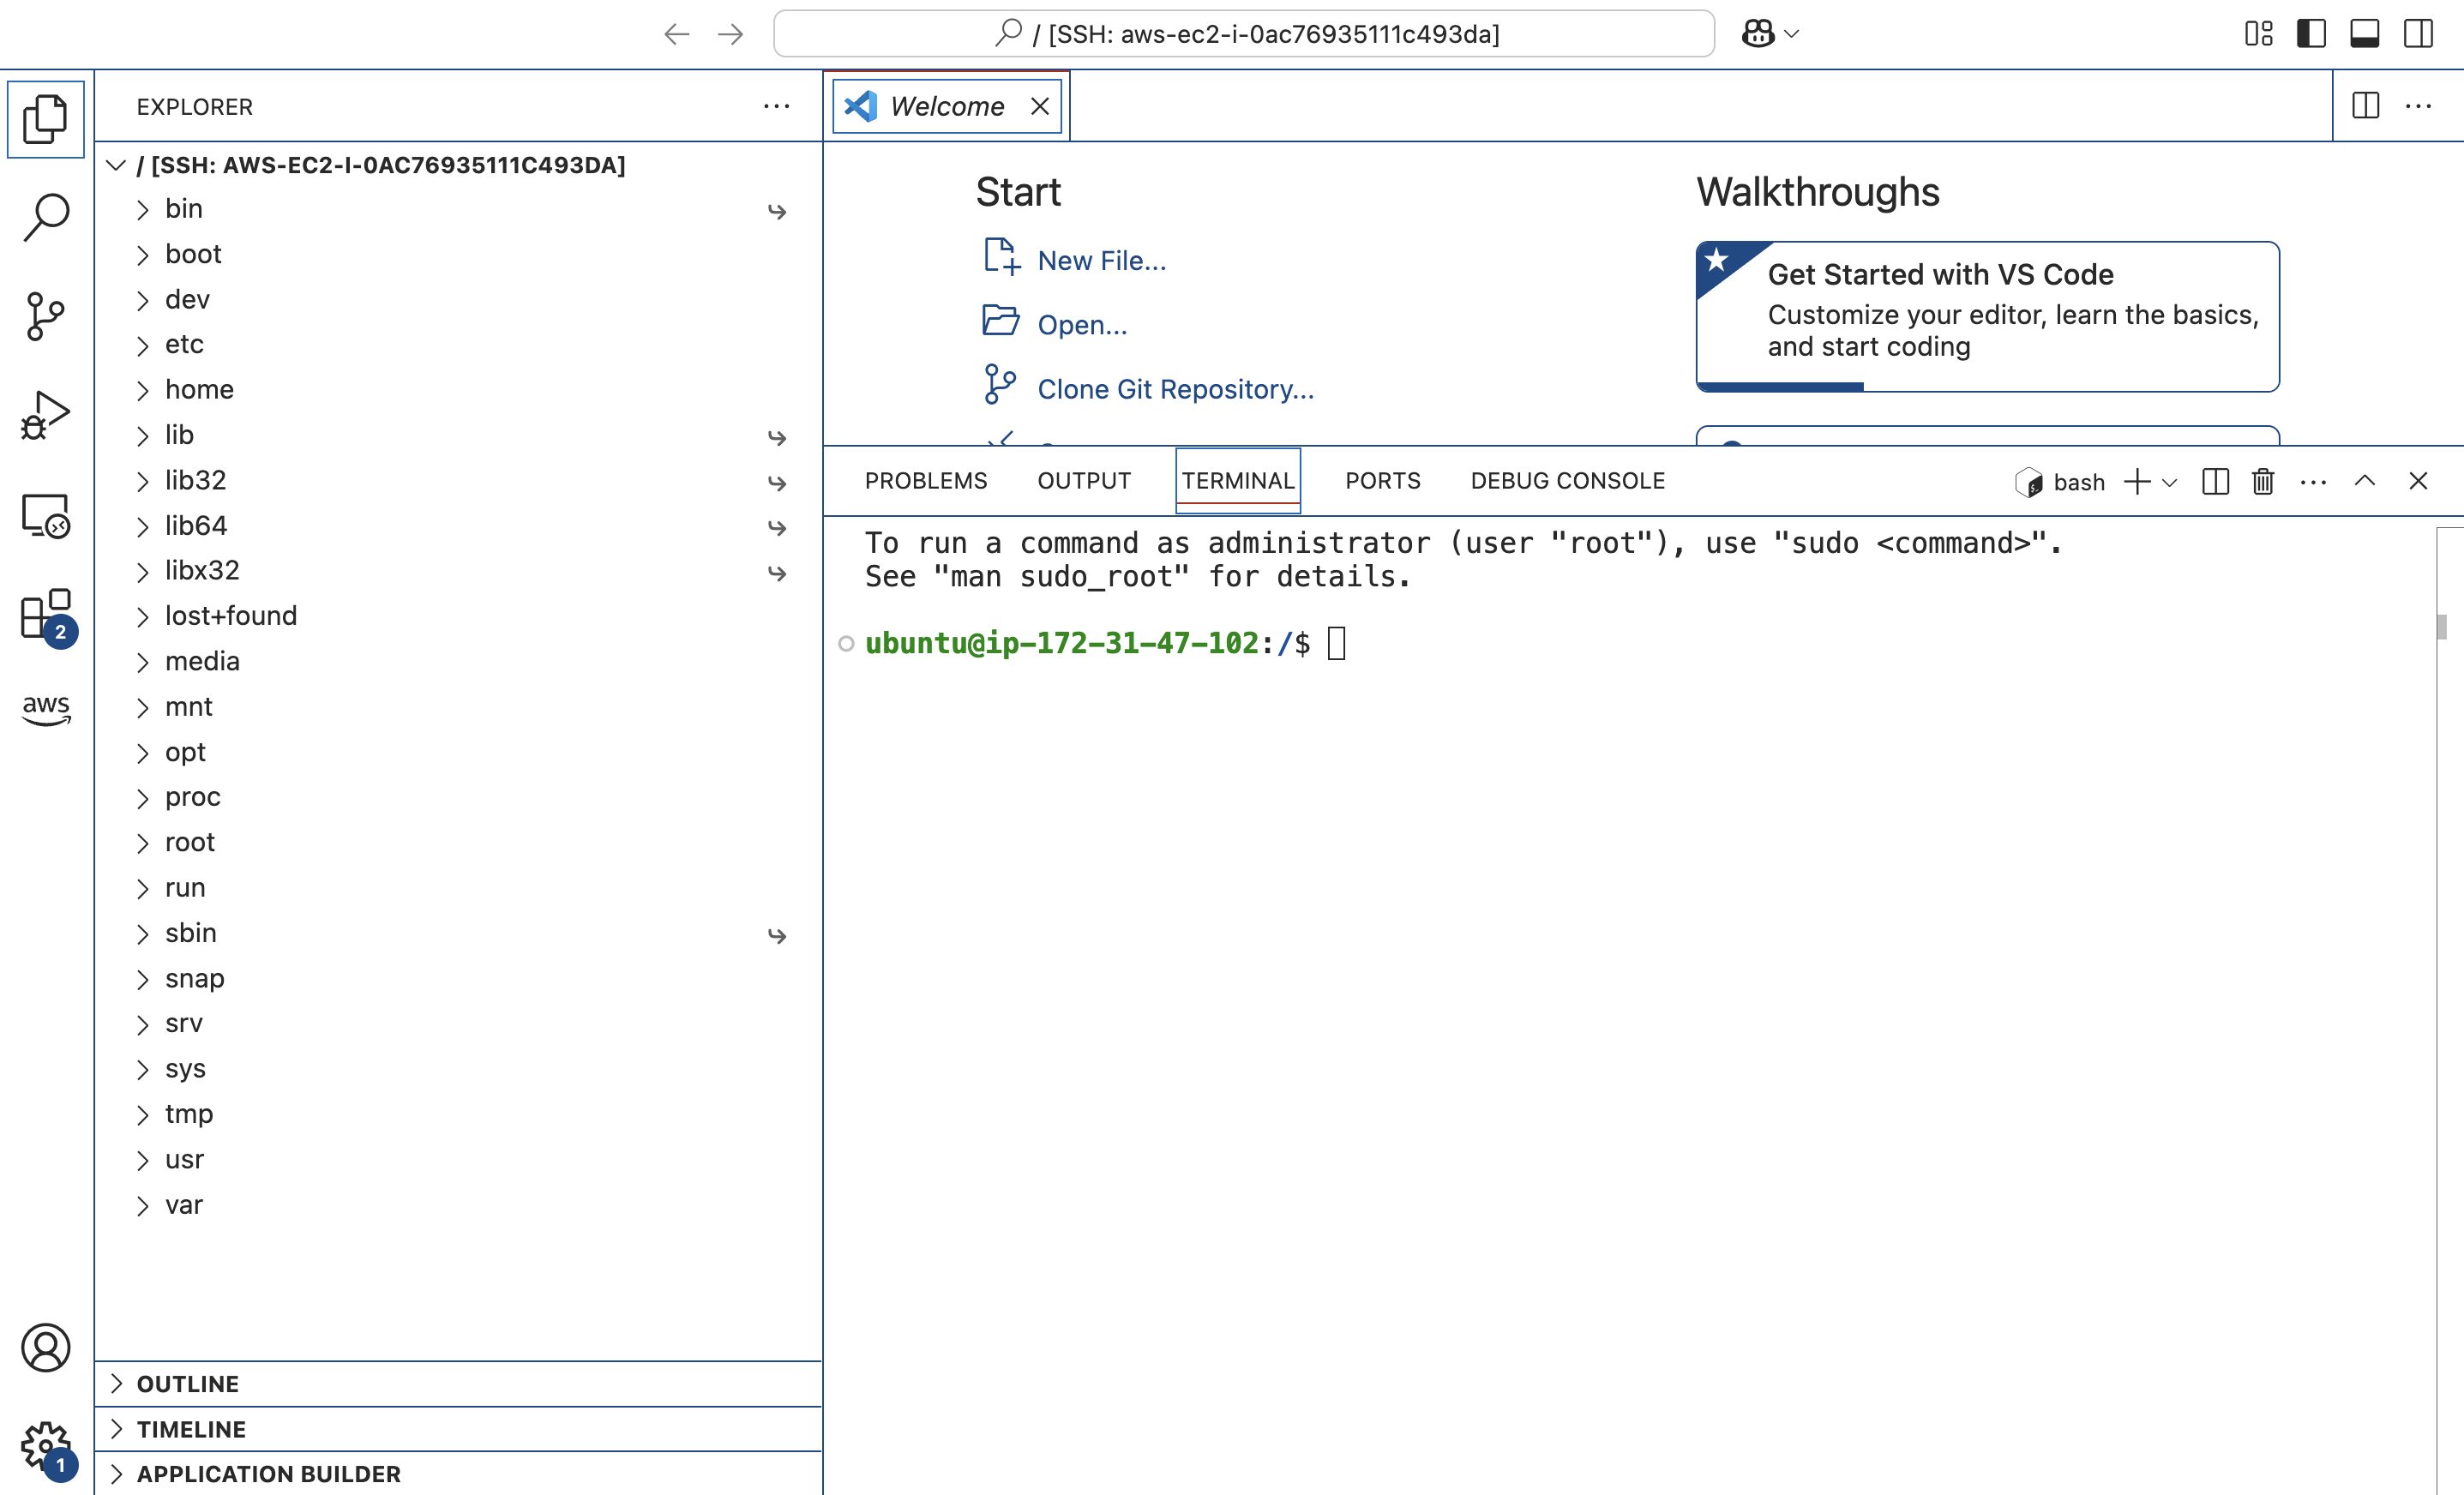 / [SSH: aws-ec2-i-0ac76935111c493da]
EXPLORER
/ [SSH: AWS-EC2-I-0AC76935111C493DA]
bin
boot
dev
etc
home
lib
lib32
lib64
libx32
lost+found
media
mnt
opt
proc
root
run
sbin
snap
srv
sys
tmp
usr
var
OUTLINE
TIMELINE
APPLICATION BUILDER
2
aws
1
Welcome
Start
New File...
Open...
Clone Git Repository...
Walkthroughs
Get Started with VS Code
Customize your editor, learn the basics,
and start coding
PROBLEMS OUTPUT TERMINAL PORTS DEBUG CONSOLE
bash
To run a command as administrator (user "root"), use "sudo <command>".
See "man sudo_root" for details.
ubuntu@ip-172-31-47-102:/$